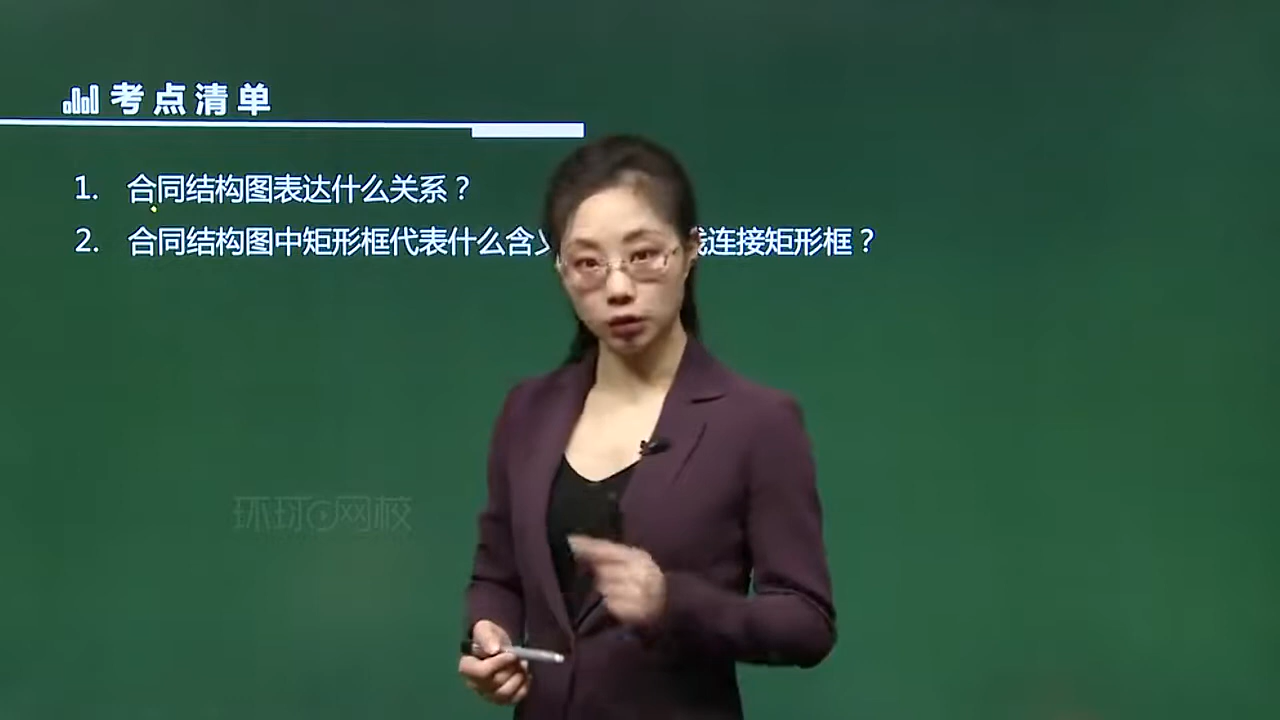 考点清单
1. 合同结构图表达什么关系？
2. 合同结构图中矩形框代表什么含 连接矩形框？
环球网校